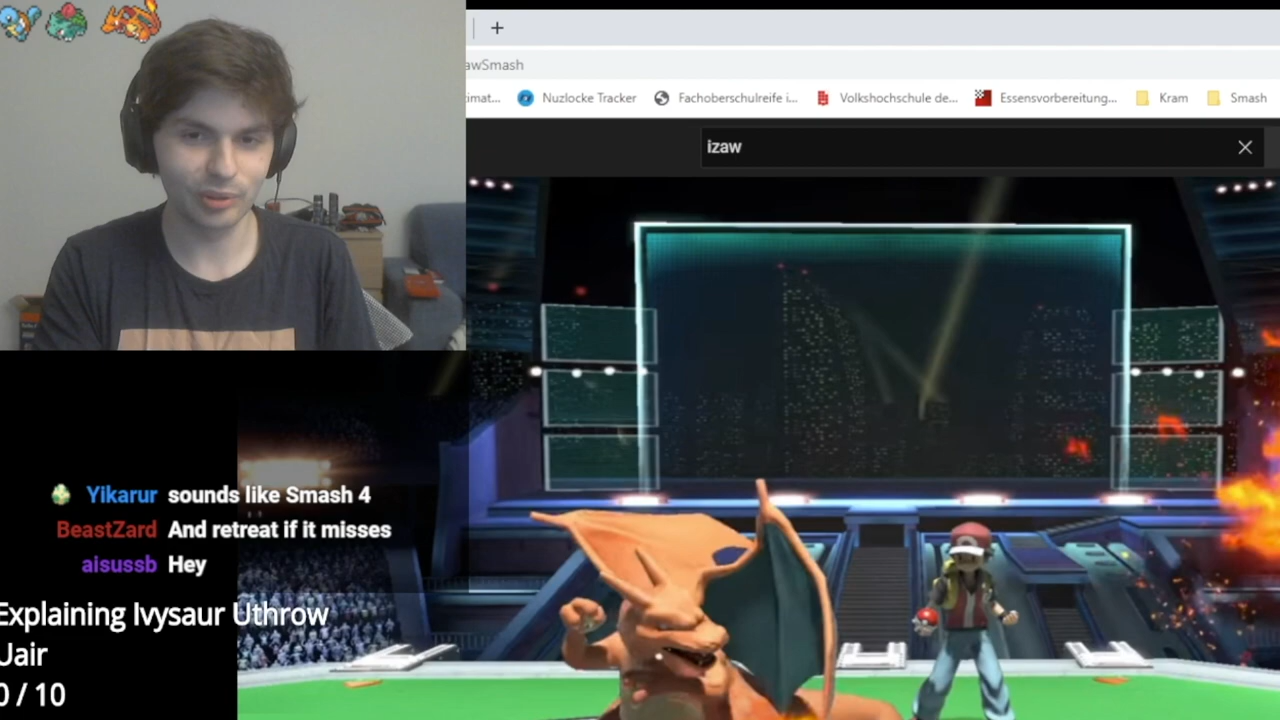 awSmash
imat...
Nuzlocke Tracker
Fachoberschulreife i...
Volkshochschule de...
Essensvorbereitung...
Kram
Smash
izaw
Yikarur sounds like Smash 4
BeastZard And retreat if it misses
aisussb Hey
Explaining Ivysaur Uthrow
Uair
0 / 10